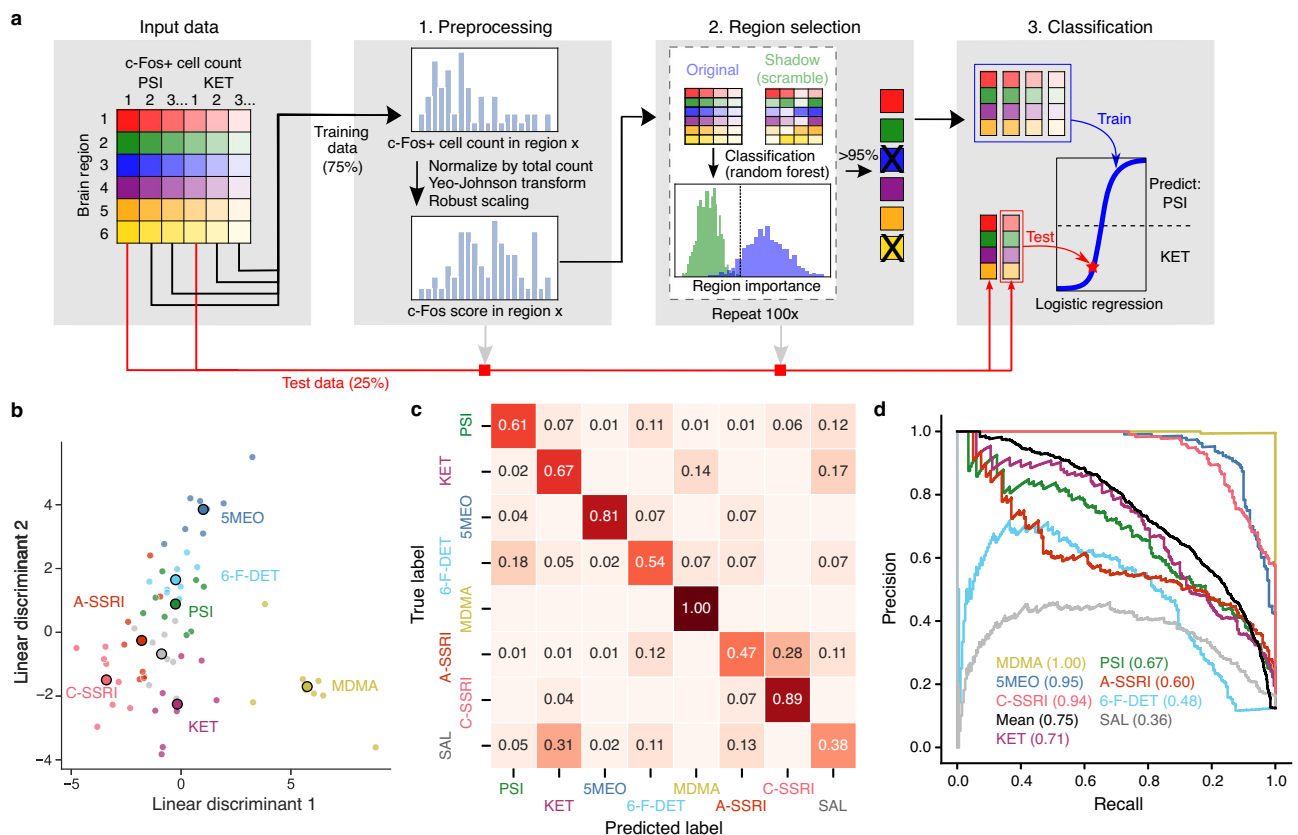 a
Input data
1. Preprocessing
2. Region selection
3. Classification
c-Fos+ cell count
PSI KET
1 2 3... 1 2 3...
Brain region
1
2
3
4
5
6
Training
data
(75%)
c-Fos+ cell count in region x
Normalize by total count
Yeo-Johnson transform
Robust scaling
c-Fos score in region x
Original
Shadow
(scramble)
Classification
(random forest)
Region importance
Repeat 100x
>95%
X
X
Train
Predict:
PSI
Test
KET
Logistic regression
Test data (25%)
b
Linear discriminant 2
4
2
0
−2
−4
5MEO
6-F-DET
PSI
A-SSRI
C-SSRI
MDMA
KET
−5 0 5
Linear discriminant 1
c
True label
PSI 0.61 0.07 0.01 0.11 0.01 0.01 0.06 0.12
KET 0.02 0.67 0.14 0.17
5MEO 0.04 0.81 0.07 0.07
6-F-DET 0.18 0.05 0.02 0.54 0.07 0.07 0.07
MDMA 1.00
A-SSRI 0.01 0.01 0.01 0.12 0.47 0.28 0.11
C-SSRI 0.04 0.07 0.89
SAL 0.05 0.31 0.02 0.11 0.13 0.38
PSI 5MEO MDMA C-SSRI
KET 6-F-DET A-SSRI SAL
Predicted label
d
Precision
1.0
0.8
0.6
0.4
0.2
0.0
MDMA (1.00) PSI (0.67)
5MEO (0.95) A-SSRI (0.60)
C-SSRI (0.94) 6-F-DET (0.48)
Mean (0.75) SAL (0.36)
KET (0.71)
0.0 0.4 0.6 0.8 0.2 1.0
Recall